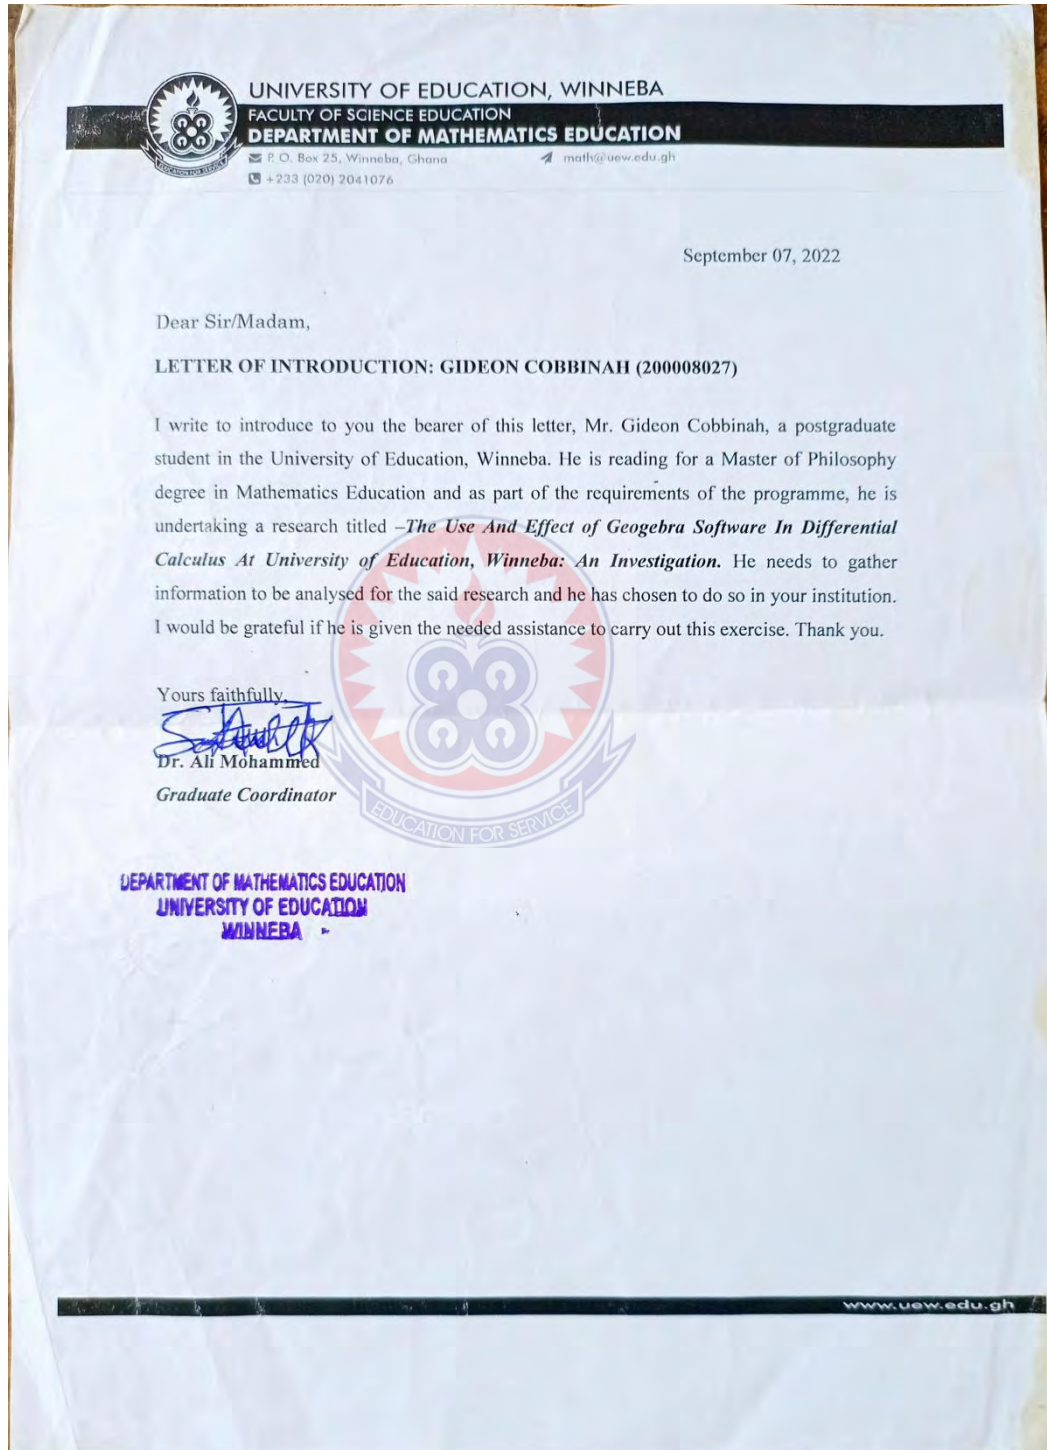 UNIVERSITY OF EDUCATION, WINNEBA
FACULTY OF SCIENCE EDUCATION
DEPARTMENT OF MATHEMATICS EDUCATION
P. O. Box 25, Winneba, Ghana math@uew.edu.gh
+233 (020) 2041076
EDUCATION FOR SERVICE
September 07, 2022
Dear Sir/Madam,
LETTER OF INTRODUCTION: GIDEON COBBINAH (200008027)
I write to introduce to you the bearer of this letter, Mr. Gideon Cobbinah, a postgraduate
student in the University of Education, Winneba. He is reading for a Master of Philosophy
degree in Mathematics Education and as part of the requirements of the programme, he is
undertaking a research titled –The Use And Effect of Geogebra Software In Differential
Calculus At University of Education, Winneba: An Investigation. He needs to gather
information to be analysed for the said research and he has chosen to do so in your institution.
I would be grateful if he is given the needed assistance to carry out this exercise. Thank you.
Yours faithfully,
Dr. Ali Mohammed
Graduate Coordinator
EDUCATION FOR SERVICE
DEPARTMENT OF MATHEMATICS EDUCATION
UNIVERSITY OF EDUCATION
WINNEBA
www.uew.edu.gh